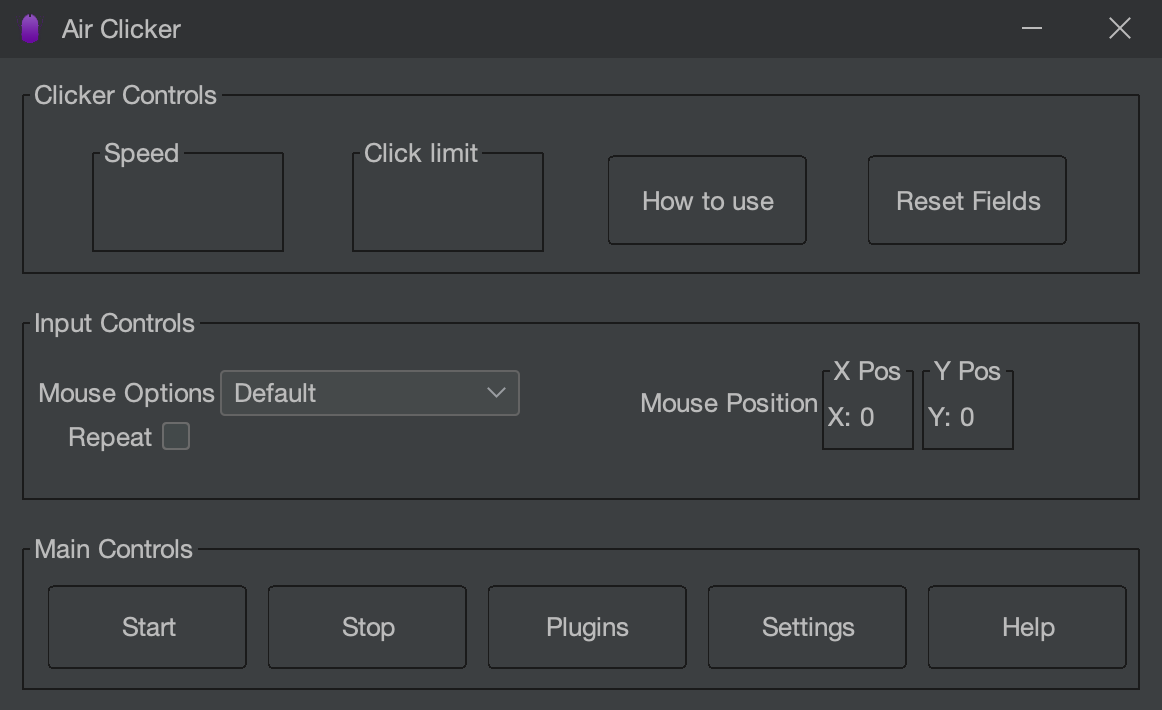 Air Clicker
Clicker Controls
Speed
Click limit
How to use
Reset Fields
Input Controls
Mouse Options Default
Repeat
Mouse Position
X Pos
X: 0
Y Pos
Y: 0
Main Controls
Start
Stop
Plugins
Settings
Help